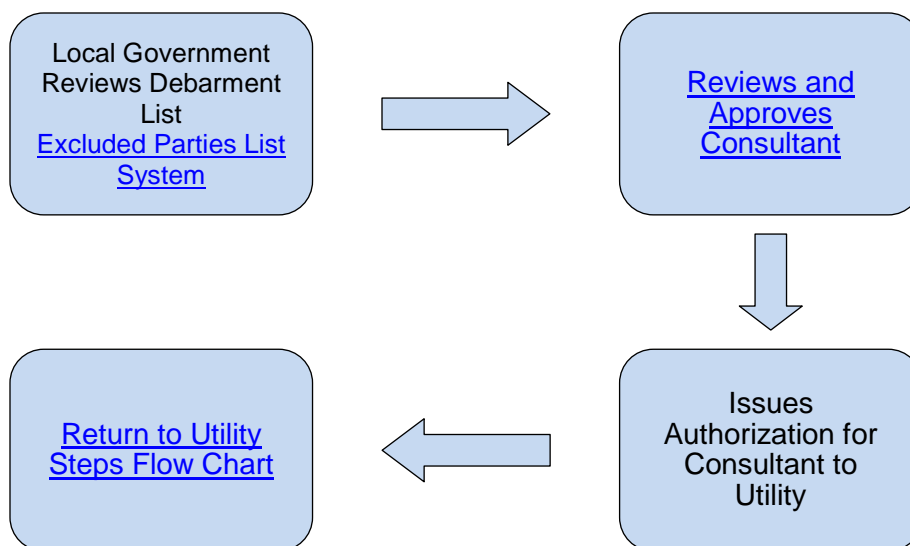 Local Government
Reviews Debarment
List
Excluded Parties List
System
Reviews and
Approves
Consultant
Issues
Authorization for
Consultant to
Utility
Return to Utility
Steps Flow Chart